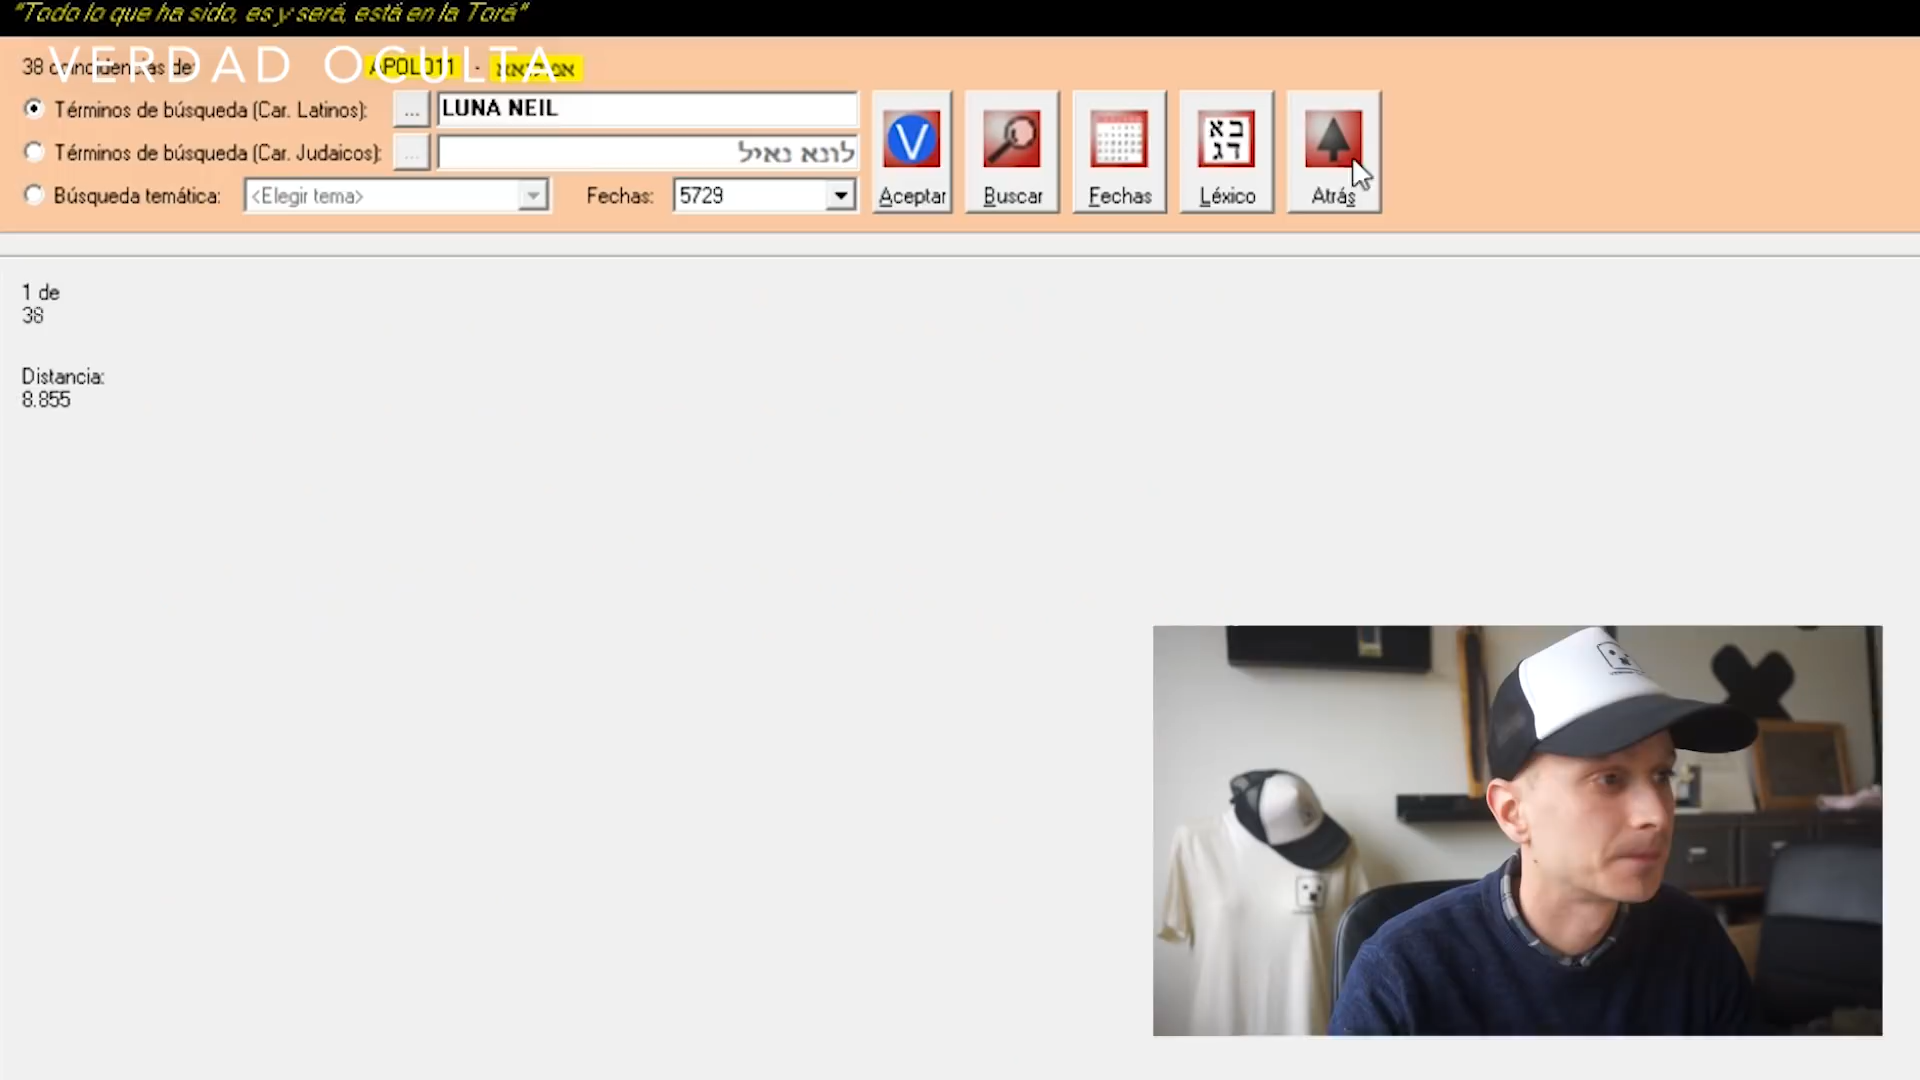 "Todo lo que ha sido, es y será, está en la Torá"
VERDAD OCULTA
38 coincidencias de: APOLO11 -
Términos de búsqueda (Car. Latinos): ... LUNA NEIL
Términos de búsqueda (Car. Judaicos): ... לונא נאיל
Búsqueda temática: <Elegir tema> Fechas: 5729
Aceptar Buscar Fechas Léxico Atrás
בא
דג
1 de
38
Distancia:
8.855